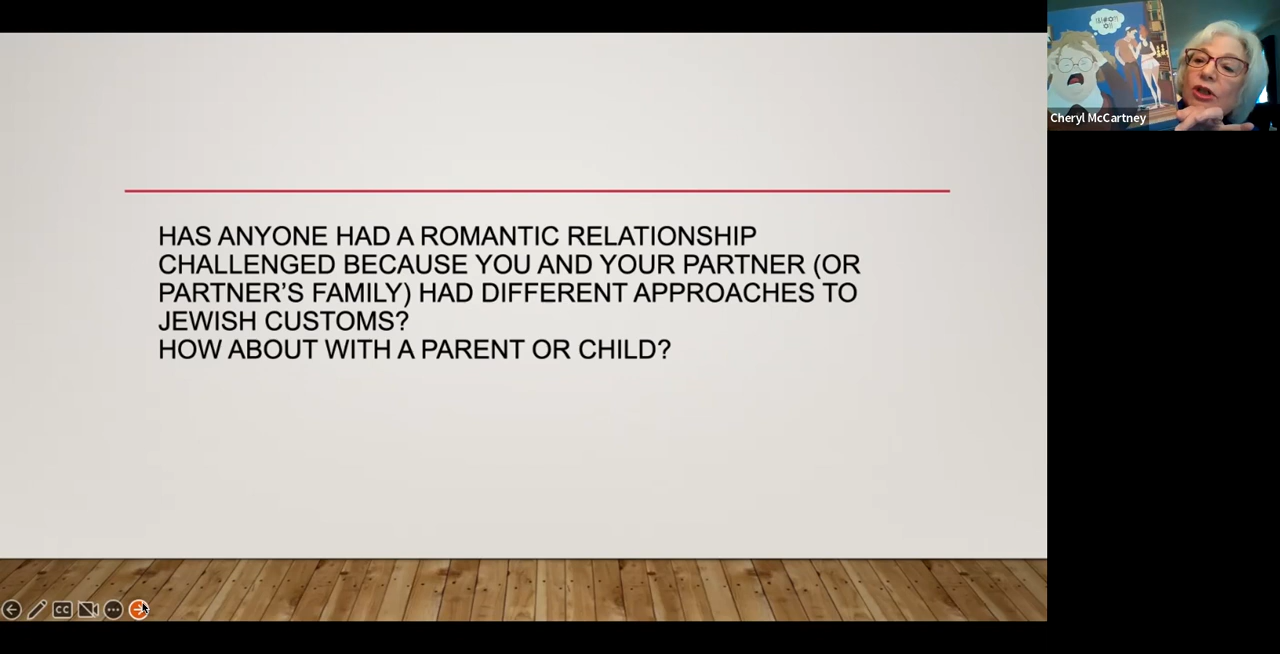 HAS ANYONE HAD A ROMANTIC RELATIONSHIP
CHALLENGED BECAUSE YOU AND YOUR PARTNER (OR
PARTNER'S FAMILY) HAD DIFFERENT APPROACHES TO
JEWISH CUSTOMS?
HOW ABOUT WITH A PARENT OR CHILD?
Cheryl McCartney
CC